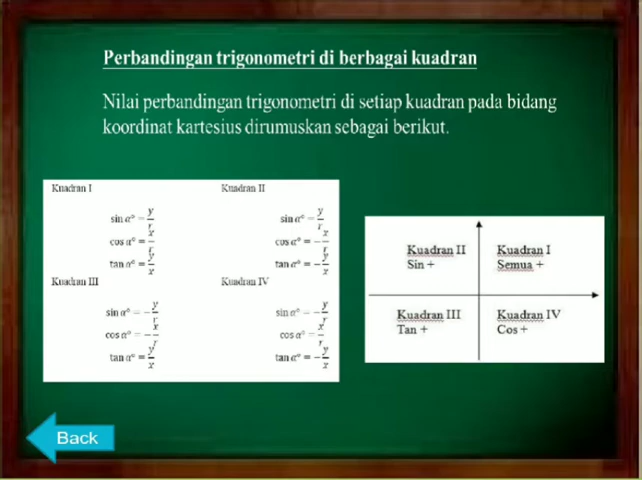 Perbandingan trigonometri di berbagai kuadran
Nilai perbandingan trigonometri di setiap kuadran pada bidang
koordinat kartesius dirumuskan sebagai berikut.
Kuadran I
sin α° = y/r
cos α° = x/r
tan α° = y/x
Kuadran II
sin α° = y/r
cos α° = −x/r
tan α° = −y/x
Kuadran III
sin α° = −y/r
cos α° = −x/r
tan α° = y/x
Kuadran IV
sin α° = −y/r
cos α° = x/r
tan α° = −y/x
Kuadran II
Sin +
Kuadran I
Semua +
Kuadran III
Tan +
Kuadran IV
Cos +
Back